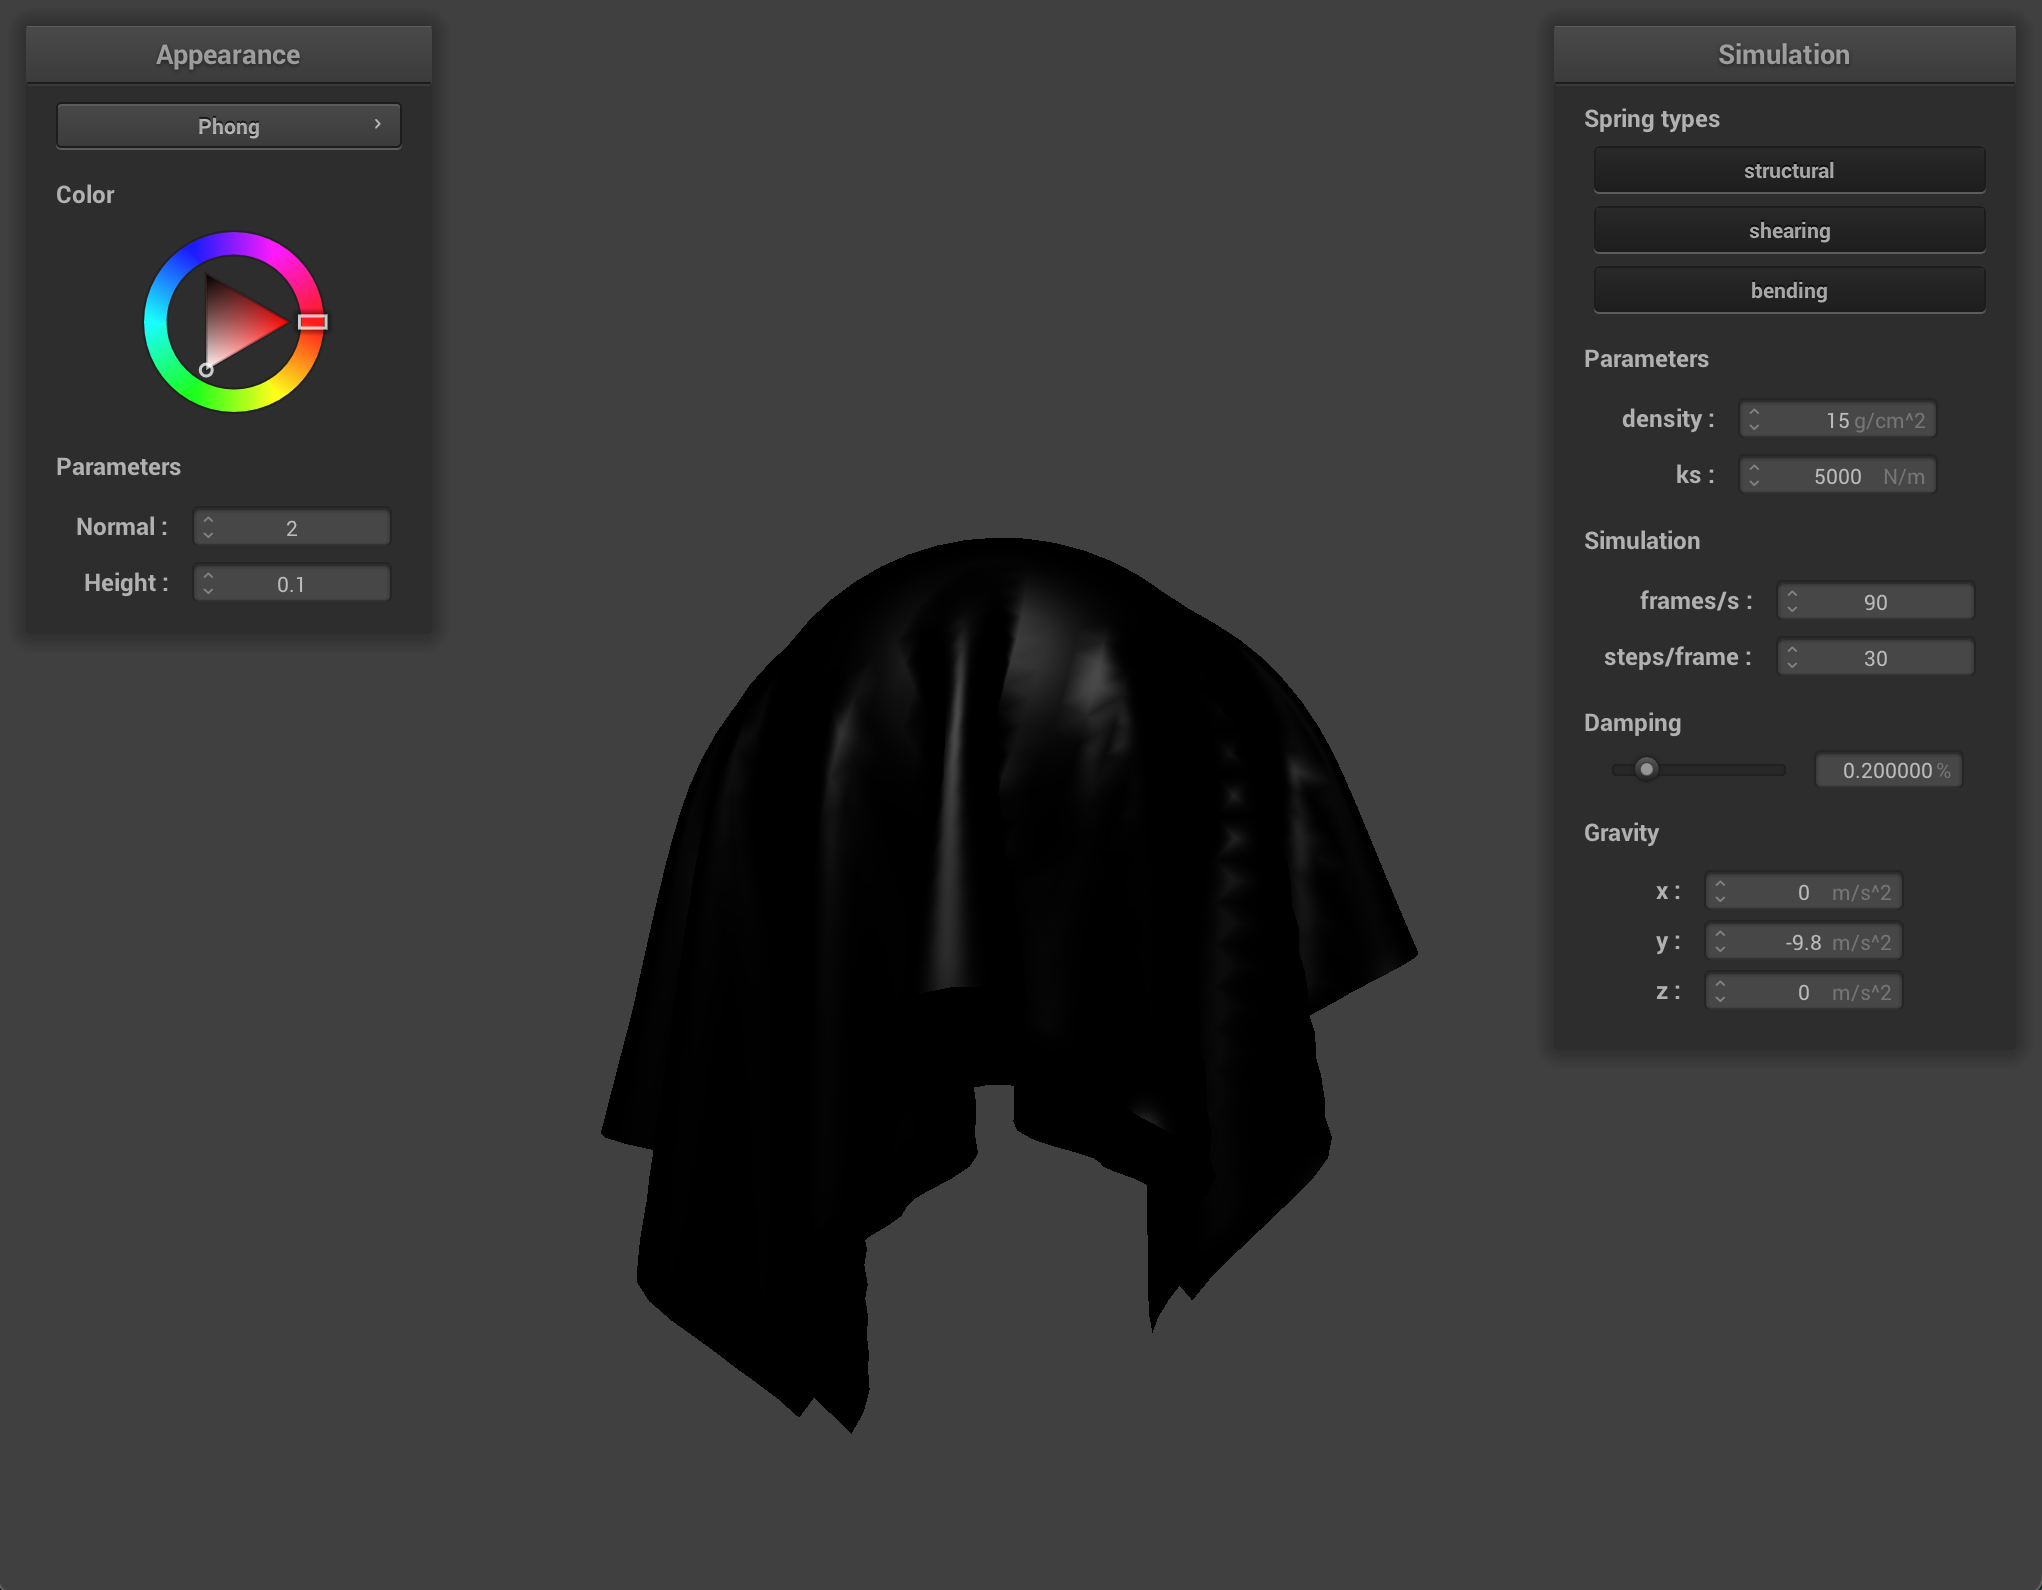 Appearance
Phong
Color
Parameters
Normal : 2
Height : 0.1
Simulation
Spring types
structural
shearing
bending
Parameters
density : 15 g/cm^2
ks : 5000 N/m
Simulation
frames/s : 90
steps/frame : 30
Damping
0.200000 %
Gravity
x : 0 m/s^2
y : -9.8 m/s^2
z : 0 m/s^2